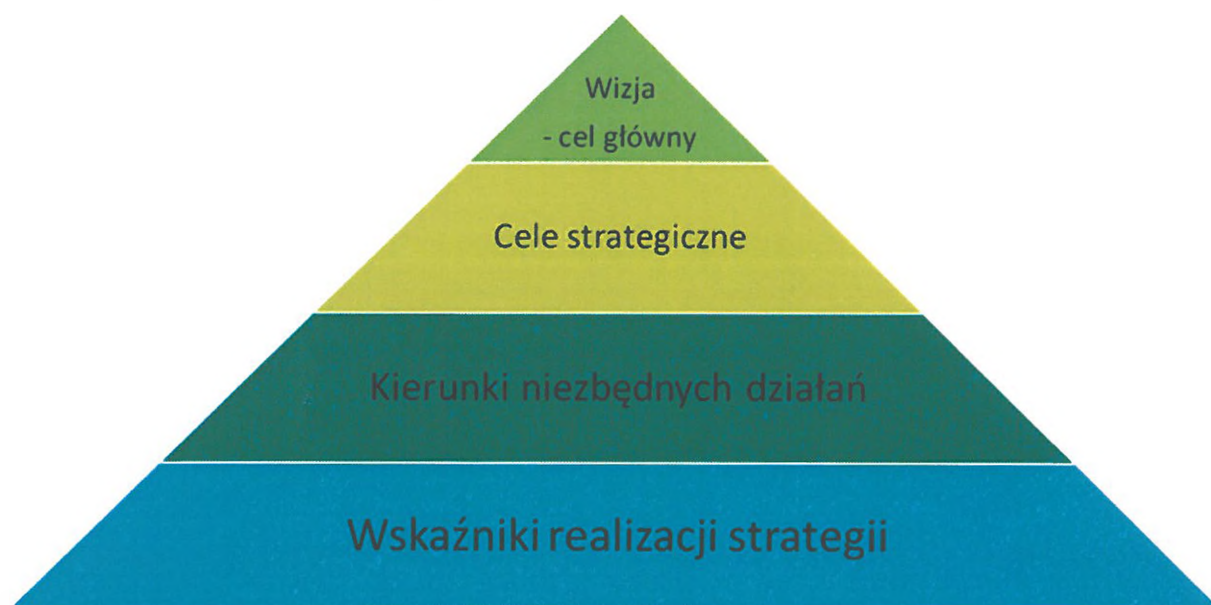 Wizja
- cel główny
Cele strategiczne
Kierunki niezbędnych działań
Wskaźniki realizacji strategii